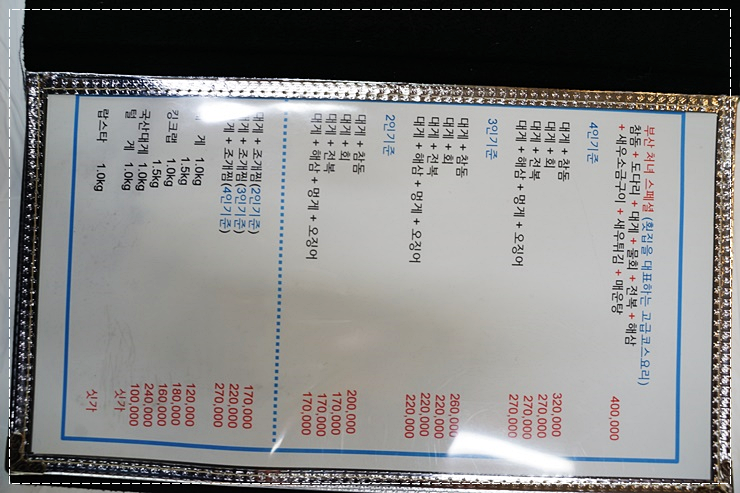 부산 처녀 스페셜 (횟집을 대표하는 고급코스요리)
참돔 + 도다리 + 대게 + 물회 + 전복 + 해삼
+ 새우소금구이 + 새우튀김 + 매운탕 400,000
4인기준
대게 + 참돔 320,000
대게 + 회 270,000
대게 + 전복 270,000
대게 + 해삼 + 멍게 + 오징어 270,000
3인기준
대게 + 참돔 260,000
대게 + 회 220,000
대게 + 전복 220,000
대게 + 해삼 + 멍게 + 오징어 220,000
2인기준
대게 + 참돔 200,000
대게 + 회 170,000
대게 + 전복 170,000
대게 + 해삼 + 멍게 + 오징어 170,000
대게 + 조개찜(2인기준) 170,000
게 + 조개찜(3인기준) 220,000
게 + 조개찜(4인기준) 270,000
게 1.0kg 120,000
1.5kg 180,000
킹크랩 1.0kg 160,000
1.5kg 240,000
국산대게 1.0kg 100,000
털 게 1.0kg 싯가
랍스타 1.0kg 싯가